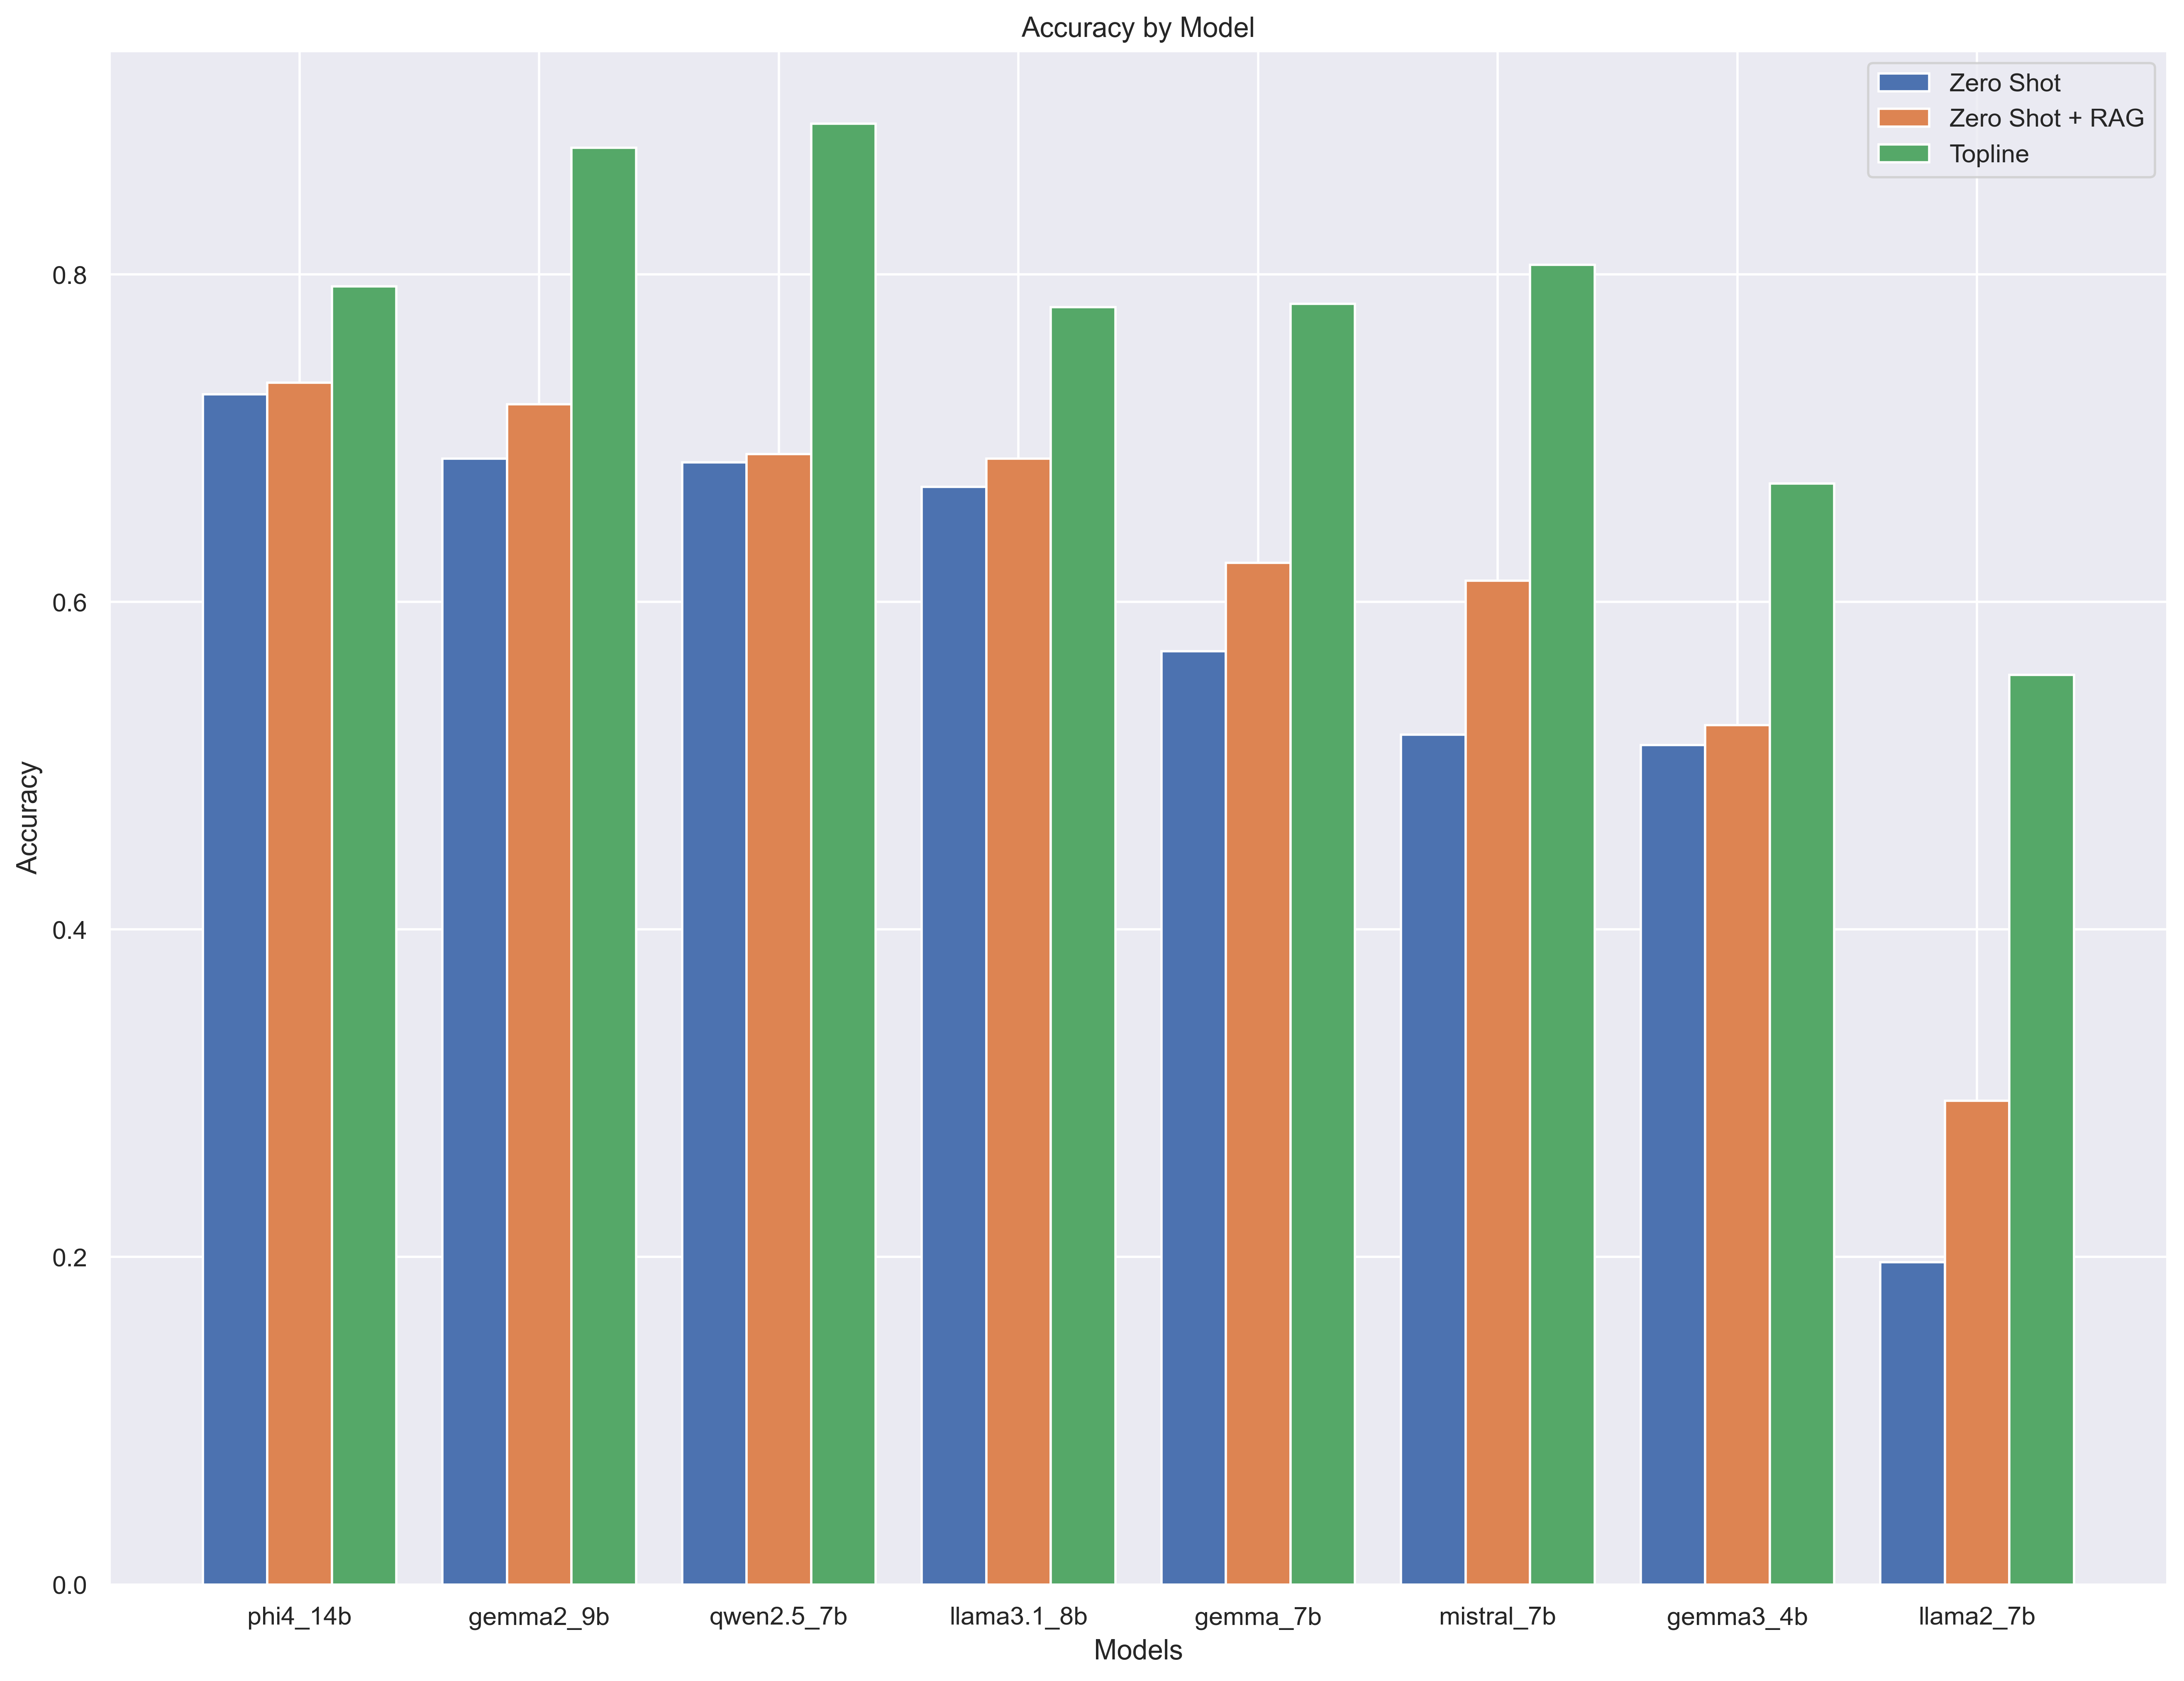 Accuracy by Model
Zero Shot
Zero Shot + RAG
Topline
Accuracy
0.8
0.6
0.4
0.2
0.0
phi4_14b
gemma2_9b
qwen2.5_7b
llama3.1_8b
gemma_7b
mistral_7b
gemma3_4b
llama2_7b
Models